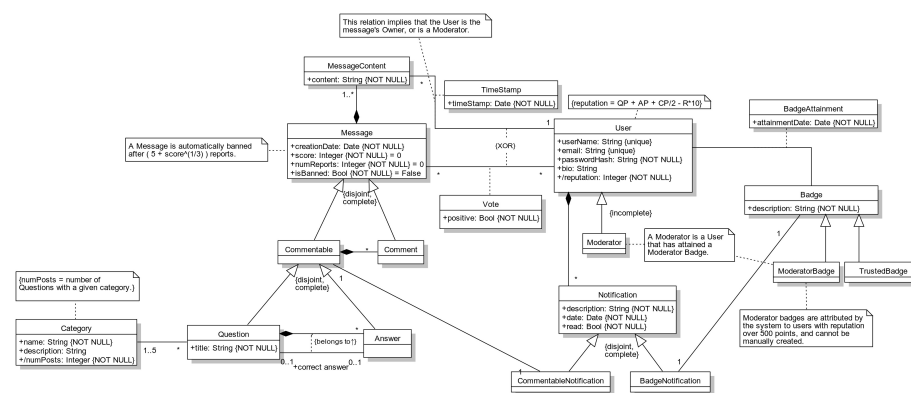 This relation implies that the User is the
message's Owner, or is a Moderator.
MessageContent
+content: String {NOT NULL}
*
1..*
TimeStamp
+timeStamp: Date {NOT NULL}
{reputation = QP + AP + CP/2 - R*10}
BadgeAttainment
+attainmentDate: Date {NOT NULL}
A Message is automatically banned
after ( 5 + score^(1/3) ) reports.
Message
+creationDate: Date {NOT NULL}
+score: Integer {NOT NULL} = 0
+numReports: Integer {NOT NULL} = 0
+isBanned: Bool {NOT NULL} = False
{XOR}
1
*
*
User
+userName: String {unique}
+email: String {unique}
+passwordHash: String {NOT NULL}
+bio: String
+/reputation: Integer {NOT NULL}
{disjoint,
complete}
Vote
+positive: Bool {NOT NULL}
{incomplete}
Badge
+description: String {NOT NULL}
Commentable
*
Comment
Moderator
A Moderator is a User
that has attained a
Moderator Badge.
1
ModeratorBadge
TrustedBadge
{numPosts = number of
Questions with a given category.}
{disjoint,
complete}
1
*
Notification
+description: String {NOT NULL}
+date: Date {NOT NULL}
+read: Bool {NOT NULL}
Moderator badges are attributed by
the system to users with reputation
over 500 points, and cannot be
manually created.
Category
+name: String {NOT NULL}
+description: String
+/numPosts: Integer {NOT NULL}
1..5
*
Question
+title: String {NOT NULL}
*
{belongs to↑}
0..1
+correct answer
0..1
Answer
{disjoint,
complete}
1
CommentableNotification
1
BadgeNotification